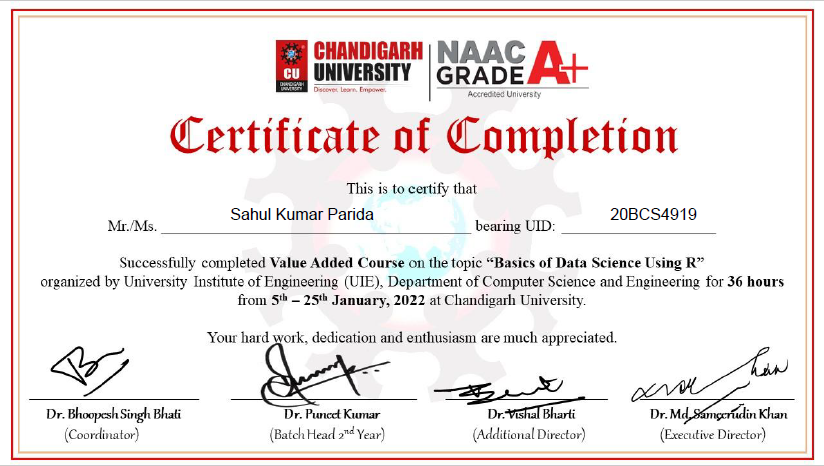 CHANDIGARH
UNIVERSITY
Discover. Learn. Empower.
CU
CHANDIGARH
UNIVERSITY
NAAC
GRADE A+
Accredited University
Certificate of Completion
This is to certify that
Mr./Ms. Sahul Kumar Parida bearing UID: 20BCS4919
Successfully completed Value Added Course on the topic “Basics of Data Science Using R”
organized by University Institute of Engineering (UIE), Department of Computer Science and Engineering for 36 hours
from 5th – 25th January, 2022 at Chandigarh University.
Your hard work, dedication and enthusiasm are much appreciated.
Dr. Bhoopesh Singh Bhati
(Coordinator)
Dr. Puneet Kumar
(Batch Head 2nd Year)
Dr. Vishal Bharti
(Additional Director)
Dr. Md. Sameerudin Khan
(Executive Director)